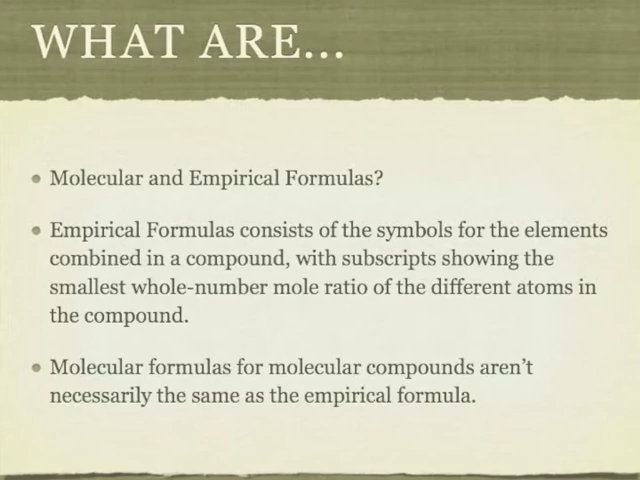 WHAT ARE...
Molecular and Empirical Formulas?
Empirical Formulas consists of the symbols for the elements
combined in a compound, with subscripts showing the
smallest whole-number mole ratio of the different atoms in
the compound.
Molecular formulas for molecular compounds aren't
necessarily the same as the empirical formula.